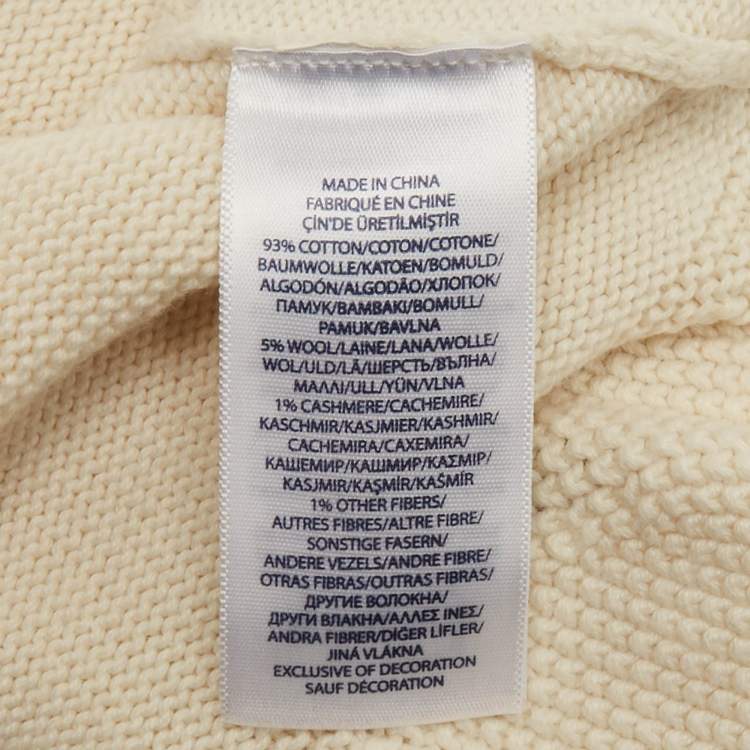 MADE IN CHINA
FABRIQUÉ EN CHINE
ÇİN'DE ÜRETİLMİŞTİR
93% COTTON/COTON/COTONE/
BAUMWOLLE/KATOEN/BOMULD/
ALGODÓN/ALGODÃO/ХЛОПОК/
ПАМУК/ΒΑΜΒΑΚΙ/BOMULL/
PAMUK/BAVLNA
5% WOOL/LAINE/LANA/WOLLE/
WOL/ULD/LÃ/ШЕРСТЬ/ВЪЛНА/
ΜΑΛΛΙ/ULL/YÜN/VLNA
1% CASHMERE/CACHEMIRE/
KASCHMIR/KASJMIER/KASHMIR/
CACHEMIRA/CAXEMIRA/
КАШЕМИР/КАШМИР/ΚΑΣΜΙΡ/
KASJMIR/KAŞMİR/KAŠMÍR
1% OTHER FIBERS/
AUTRES FIBRES/ALTRE FIBRE/
SONSTIGE FASERN/
ANDERE VEZELS/ANDRE FIBRE/
OTRAS FIBRAS/OUTRAS FIBRAS/
ДРУГИЕ ВОЛОКНА/
ДРУГИ ВЛАКНА/ΑΛΛΕΣ ΙΝΕΣ/
ANDRA FIBRER/DİĞER LİFLER/
JINÁ VLÁKNA
EXCLUSIVE OF DECORATION
SAUF DÉCORATION